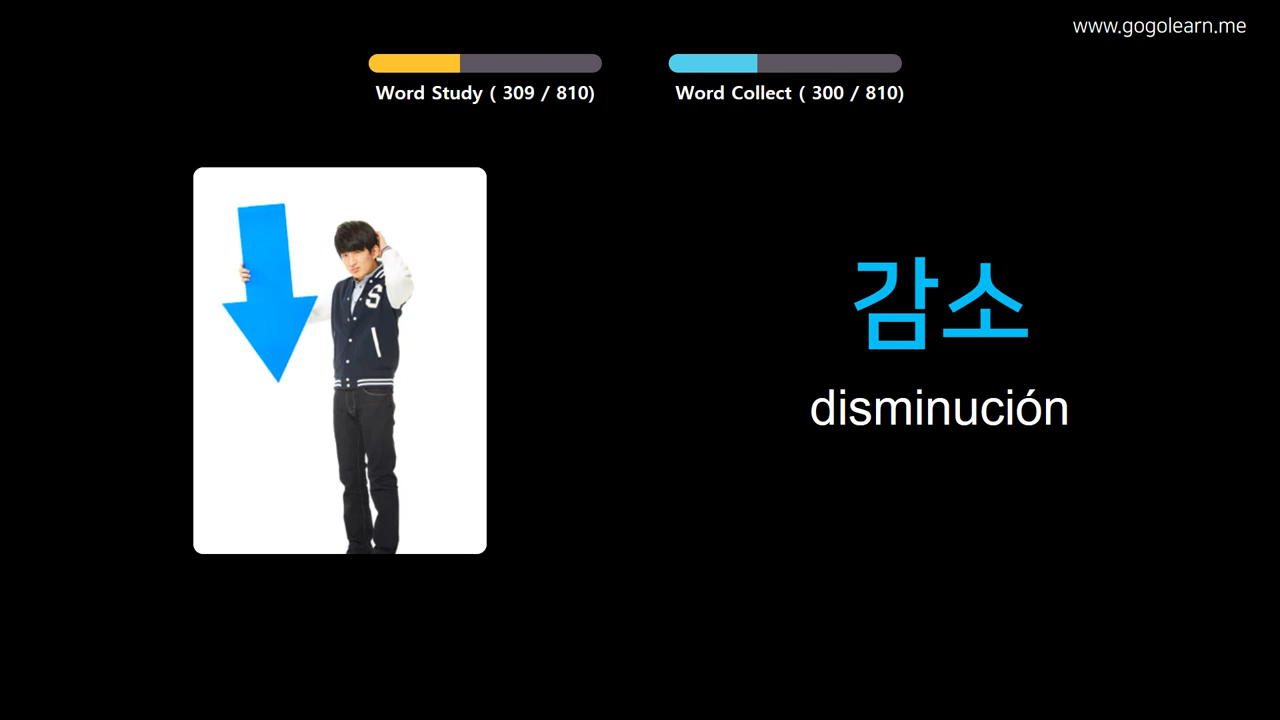 www.gogolearn.me
Word Study ( 309 / 810)
Word Collect ( 300 / 810)
S
감소
disminución